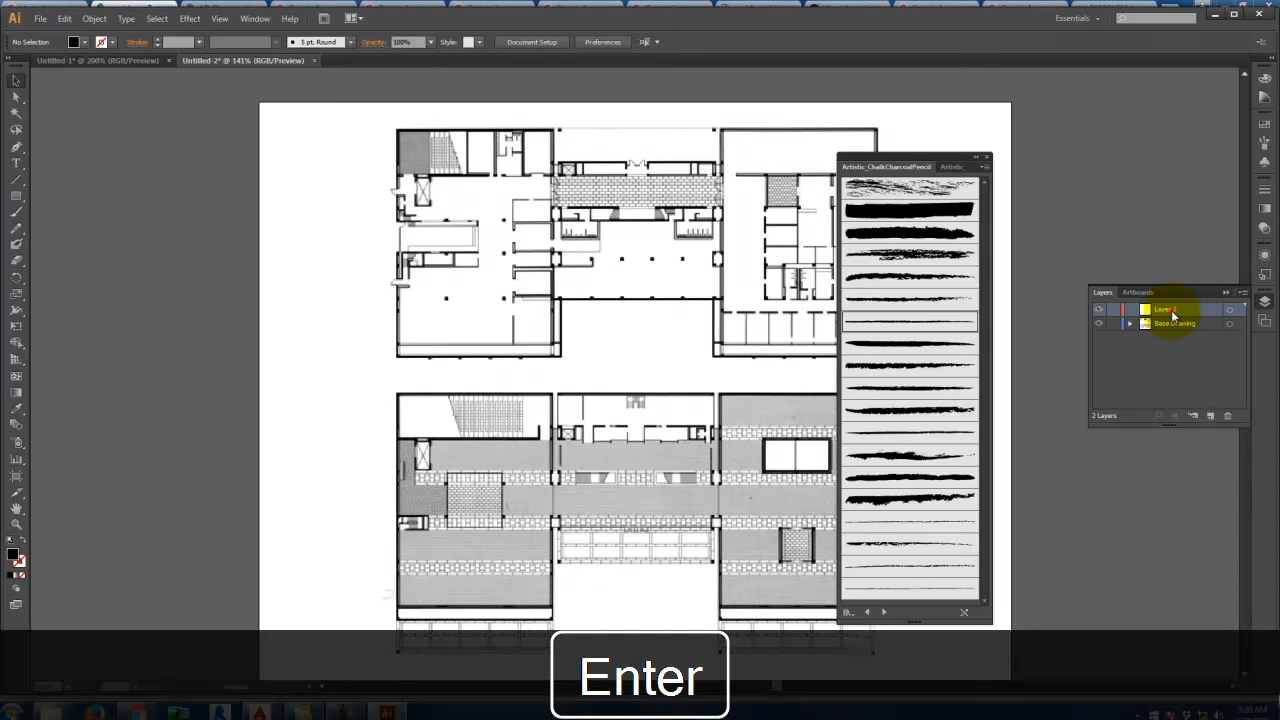 Ai File Edit Object Type Select Effect View Window Help Essentials
No Selection Stroke: 5 pt. Round Opacity: 100% Style: Document Setup Preferences
Untitled-1* @ 200% (RGB/Preview) × Untitled-2* @ 141% (RGB/Preview) ×
Artistic_ChalkCharcoalPencil Artistic_
Layers Artboards
Base Drawing
2 Layers
Enter